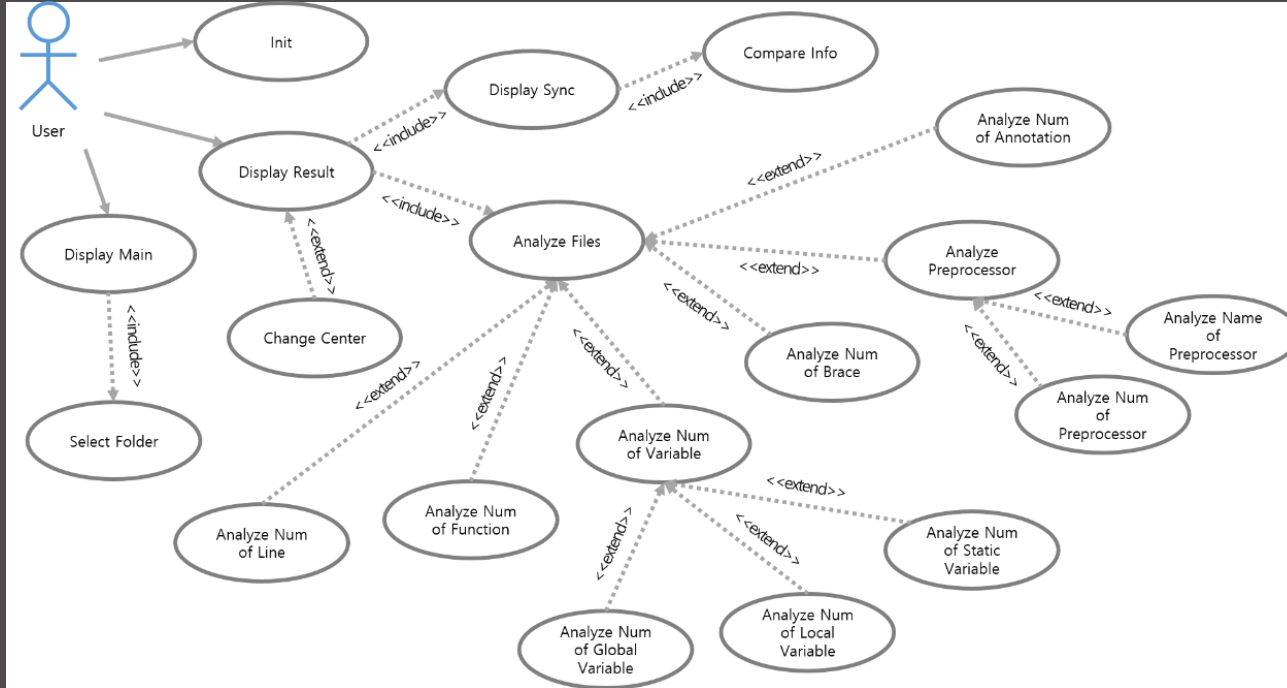 Init
Compare Info
Display Sync
<<include>>
<<include>>
User
Analyze Num
of Annotation
Display Result
<<extend>>
<<include>>
Analyze Files
Display Main
<<extend>>
<<extend>>
Analyze
Preprocessor
<<extend>>
<<extend>>
Analyze Name
of
Preprocessor
<<include>>
Change Center
<<extend>>
<<extend>>
<<extend>>
<<extend>>
Analyze Num
of Brace
<<extend>>
Analyze Num
of
Preprocessor
Select Folder
Analyze Num
of Variable
<<extend>>
Analyze Num
of Line
Analyze Num
of Function
<<extend>>
<<extend>>
Analyze Num
of Static
Variable
Analyze Num
of Global
Variable
Analyze Num
of Local
Variable